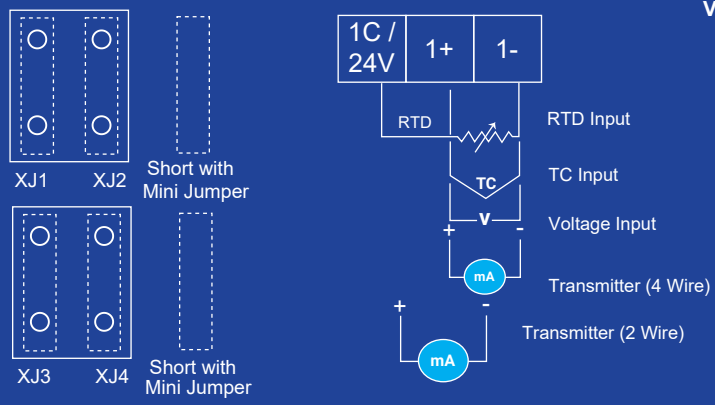 V
1C /
24V
1+
1-
RTD
RTD Input
XJ1
XJ2
Short with
Mini Jumper
TC
TC Input
+
V
-
Voltage Input
mA
Transmitter (4 Wire)
+
-
Transmitter (2 Wire)
mA
XJ3
XJ4
Short with
Mini Jumper